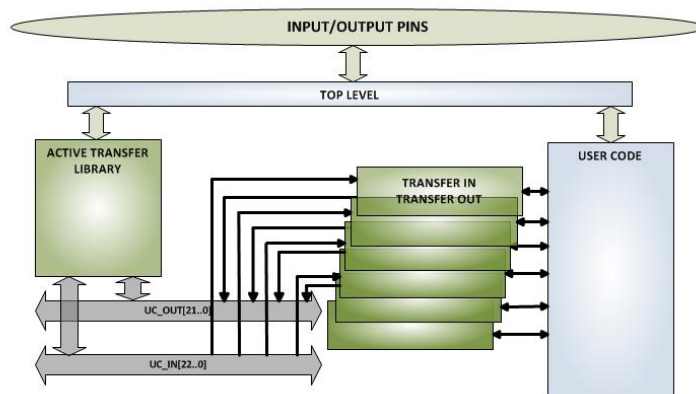 INPUT/OUTPUT PINS
TOP LEVEL
ACTIVE TRANSFER
LIBRARY
TRANSFER IN
TRANSFER OUT
USER CODE
UC_OUT[21..0]
UC_IN[22..0]